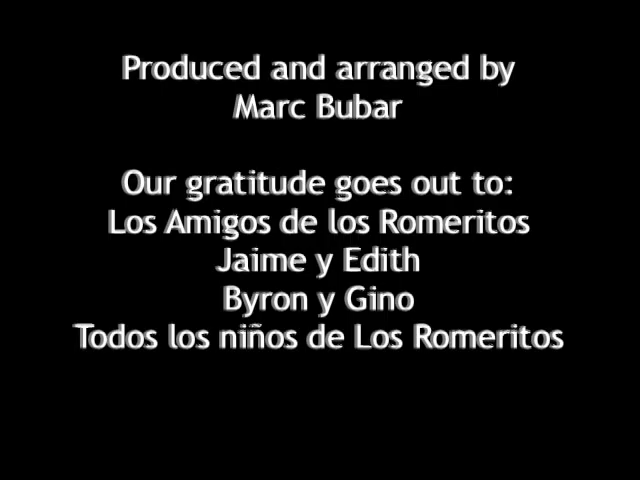 Produced and arranged by
Marc Bubar
Our gratitude goes out to:
Los Amigos de los Romeritos
Jaime y Edith
Byron y Gino
Todos los niños de Los Romeritos